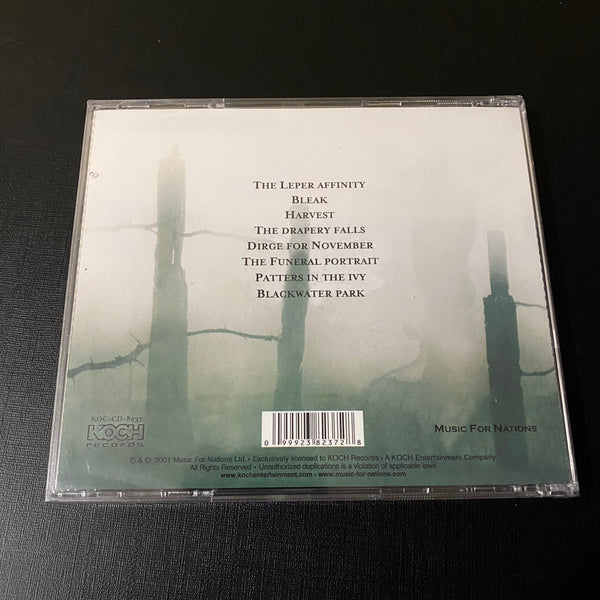 THE LEPER AFFINITY
BLEAK
HARVEST
THE DRAPERY FALLS
DIRGE FOR NOVEMBER
THE FUNERAL PORTRAIT
PATTERS IN THE IVY
BLACKWATER PARK
KOC-CD-8237
KOCH
records
0 99923 82372 8
MUSIC FOR NATIONS
℗ & © 2001 Music For Nations Ltd. • Exclusively licensed to KOCH Records • A KOCH Entertainment Company
All Rights Reserved • Unauthorized duplications is a violation of applicable laws
www.kochentertainment.com • www.music-for-nations.com